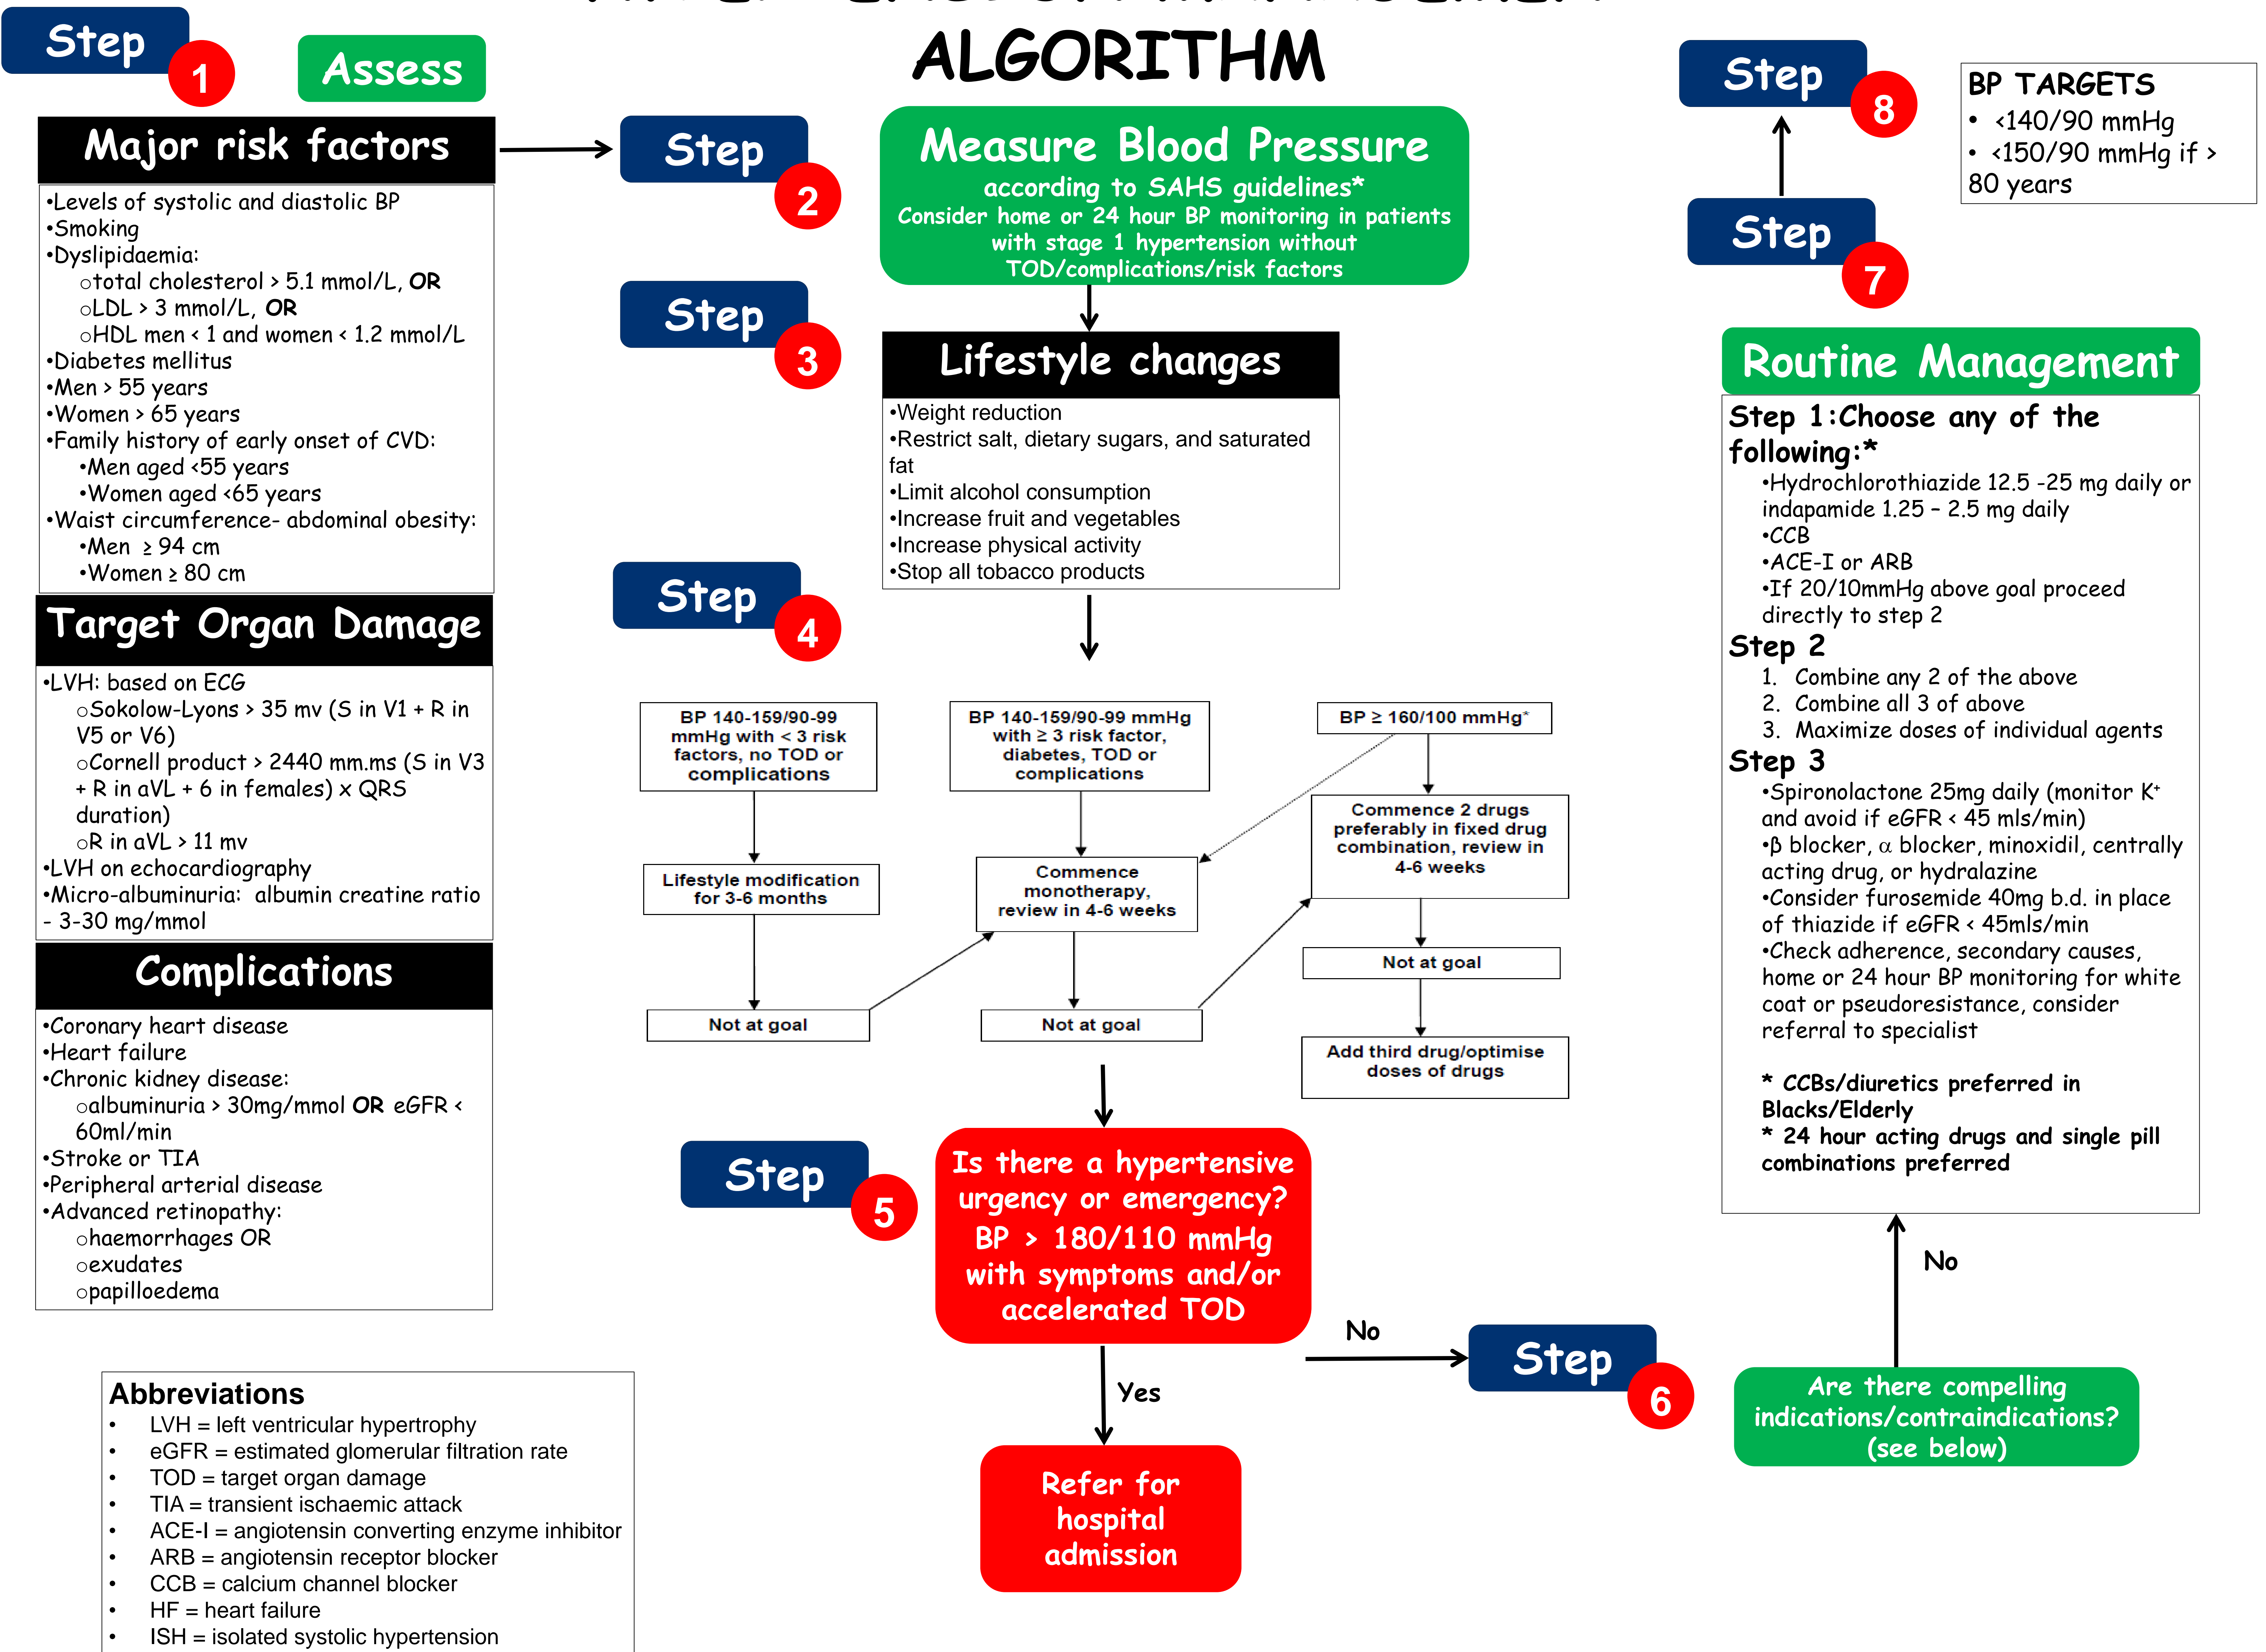 ALGORITHM
Step
1
Assess
Major risk factors
•Levels of systolic and diastolic BP
•Smoking
•Dyslipidaemia:
ototal cholesterol > 5.1 mmol/L, OR
oLDL > 3 mmol/L, OR
oHDL men < 1 and women < 1.2 mmol/L
•Diabetes mellitus
•Men > 55 years
•Women > 65 years
•Family history of early onset of CVD:
•Men aged <55 years
•Women aged <65 years
•Waist circumference- abdominal obesity:
•Men ≥ 94 cm
•Women ≥ 80 cm
Target Organ Damage
•LVH: based on ECG
oSokolow-Lyons > 35 mv (S in V1 + R in
V5 or V6)
oCornell product > 2440 mm.ms (S in V3
+ R in aVL + 6 in females) x QRS
duration)
oR in aVL > 11 mv
•LVH on echocardiography
•Micro-albuminuria: albumin creatine ratio
- 3-30 mg/mmol
Complications
•Coronary heart disease
•Heart failure
•Chronic kidney disease:
oalbuminuria > 30mg/mmol OR eGFR <
60ml/min
•Stroke or TIA
•Peripheral arterial disease
•Advanced retinopathy:
ohaemorrhages OR
oexudates
opapilloedema
Abbreviations
• LVH = left ventricular hypertrophy
• eGFR = estimated glomerular filtration rate
• TOD = target organ damage
• TIA = transient ischaemic attack
• ACE-I = angiotensin converting enzyme inhibitor
• ARB = angiotensin receptor blocker
• CCB = calcium channel blocker
• HF = heart failure
• ISH = isolated systolic hypertension
Step
2
Measure Blood Pressure
according to SAHS guidelines*
Consider home or 24 hour BP monitoring in patients
with stage 1 hypertension without
TOD/complications/risk factors
Step
3
Lifestyle changes
•Weight reduction
•Restrict salt, dietary sugars, and saturated
fat
•Limit alcohol consumption
•Increase fruit and vegetables
•Increase physical activity
•Stop all tobacco products
Step
4
BP 140-159/90-99
mmHg with < 3 risk
factors, no TOD or
complications
Lifestyle modification
for 3-6 months
Not at goal
BP 140-159/90-99 mmHg
with ≥ 3 risk factor,
diabetes, TOD or
complications
Commence
monotherapy,
review in 4-6 weeks
Not at goal
BP ≥ 160/100 mmHg*
Commence 2 drugs
preferably in fixed drug
combination, review in
4-6 weeks
Not at goal
Add third drug/optimise
doses of drugs
Step
5
Is there a hypertensive
urgency or emergency?
BP > 180/110 mmHg
with symptoms and/or
accelerated TOD
Yes
Refer for
hospital
admission
No
Step
6
Are there compelling
indications/contraindications?
(see below)
No
Step
7
Routine Management
Step 1:Choose any of the
following:*
•Hydrochlorothiazide 12.5 -25 mg daily or
indapamide 1.25 – 2.5 mg daily
•CCB
•ACE-I or ARB
•If 20/10mmHg above goal proceed
directly to step 2
Step 2
1. Combine any 2 of the above
2. Combine all 3 of above
3. Maximize doses of individual agents
Step 3
•Spironolactone 25mg daily (monitor K⁺
and avoid if eGFR < 45 mls/min)
•β blocker, α blocker, minoxidil, centrally
acting drug, or hydralazine
•Consider furosemide 40mg b.d. in place
of thiazide if eGFR < 45mls/min
•Check adherence, secondary causes,
home or 24 hour BP monitoring for white
coat or pseudoresistance, consider
referral to specialist
* CCBs/diuretics preferred in
Blacks/Elderly
* 24 hour acting drugs and single pill
combinations preferred
Step
8
BP TARGETS
• <140/90 mmHg
• <150/90 mmHg if >
80 years